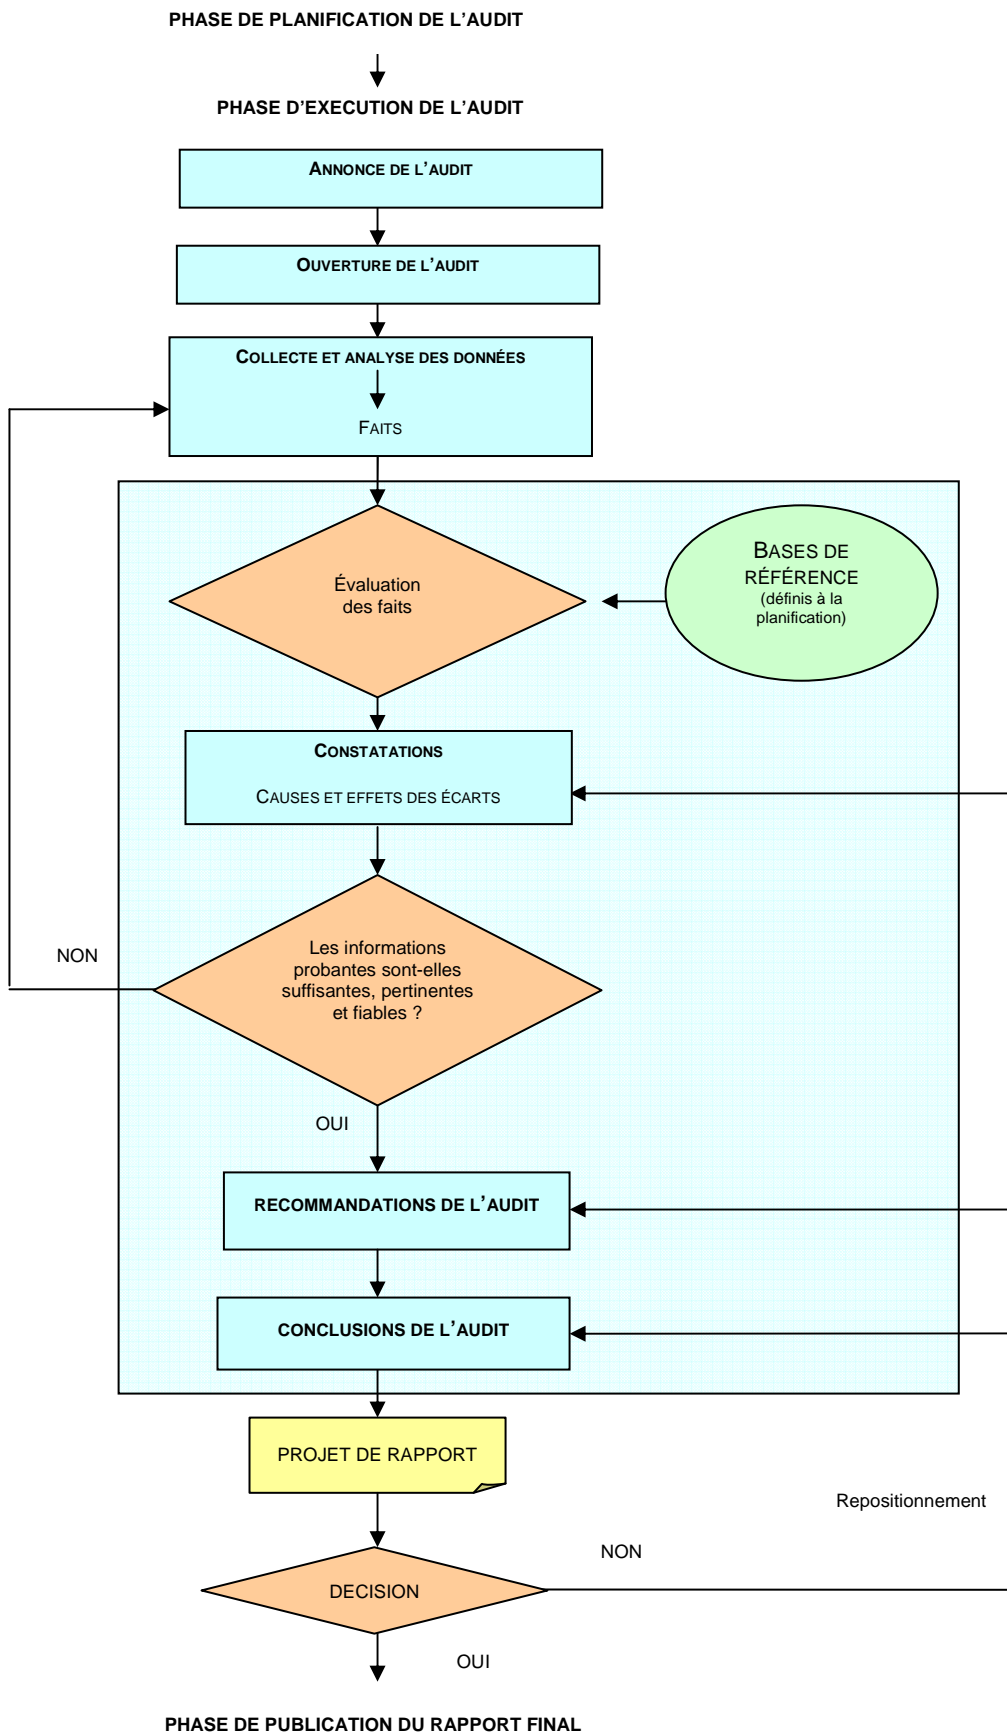 PHASE DE PLANIFICATION DE L'AUDIT
PHASE D'EXECUTION DE L'AUDIT
ANNONCE DE L'AUDIT
OUVERTURE DE L'AUDIT
COLLECTE ET ANALYSE DES DONNÉES
FAITS
Évaluation
des faits
BASES DE
RÉFÉRENCE
(définis à la
planification)
CONSTATATIONS
CAUSES ET EFFETS DES ÉCARTS
NON
Les informations
probantes sont-elles
suffisantes, pertinentes
et fiables ?
OUI
RECOMMANDATIONS DE L'AUDIT
CONCLUSIONS DE L'AUDIT
PROJET DE RAPPORT
Repositionnement
NON
DECISION
OUI
PHASE DE PUBLICATION DU RAPPORT FINAL